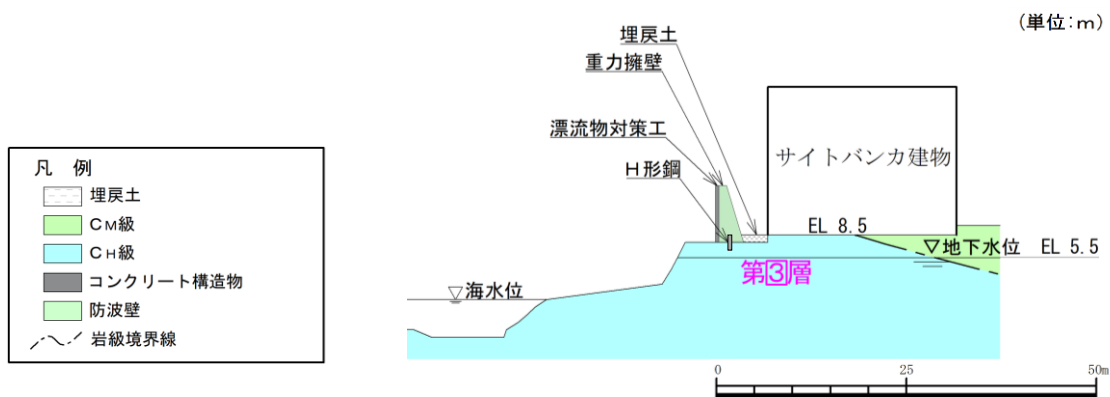 (単位:m)
埋戻土
重力擁壁
漂流物対策工
H形鋼
サイトバンカ建物
EL 8.5
▽地下水位 EL 5.5
第3層
▽海水位
凡 例
埋戻土
CM級
CH級
コンクリート構造物
防波壁
岩級境界線
0 25 50m